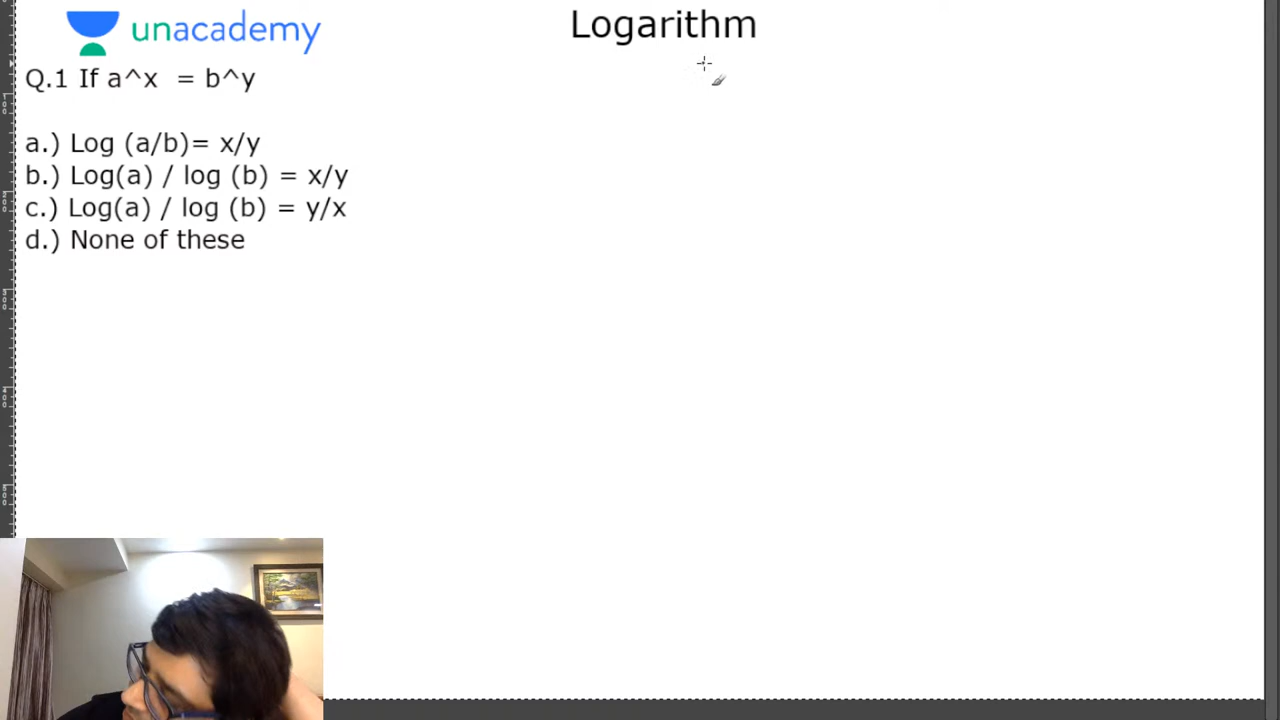 unacademy
Logarithm
Q.1 If a^x = b^y
a.) Log (a/b)= x/y
b.) Log(a) / log (b) = x/y
c.) Log(a) / log (b) = y/x
d.) None of these